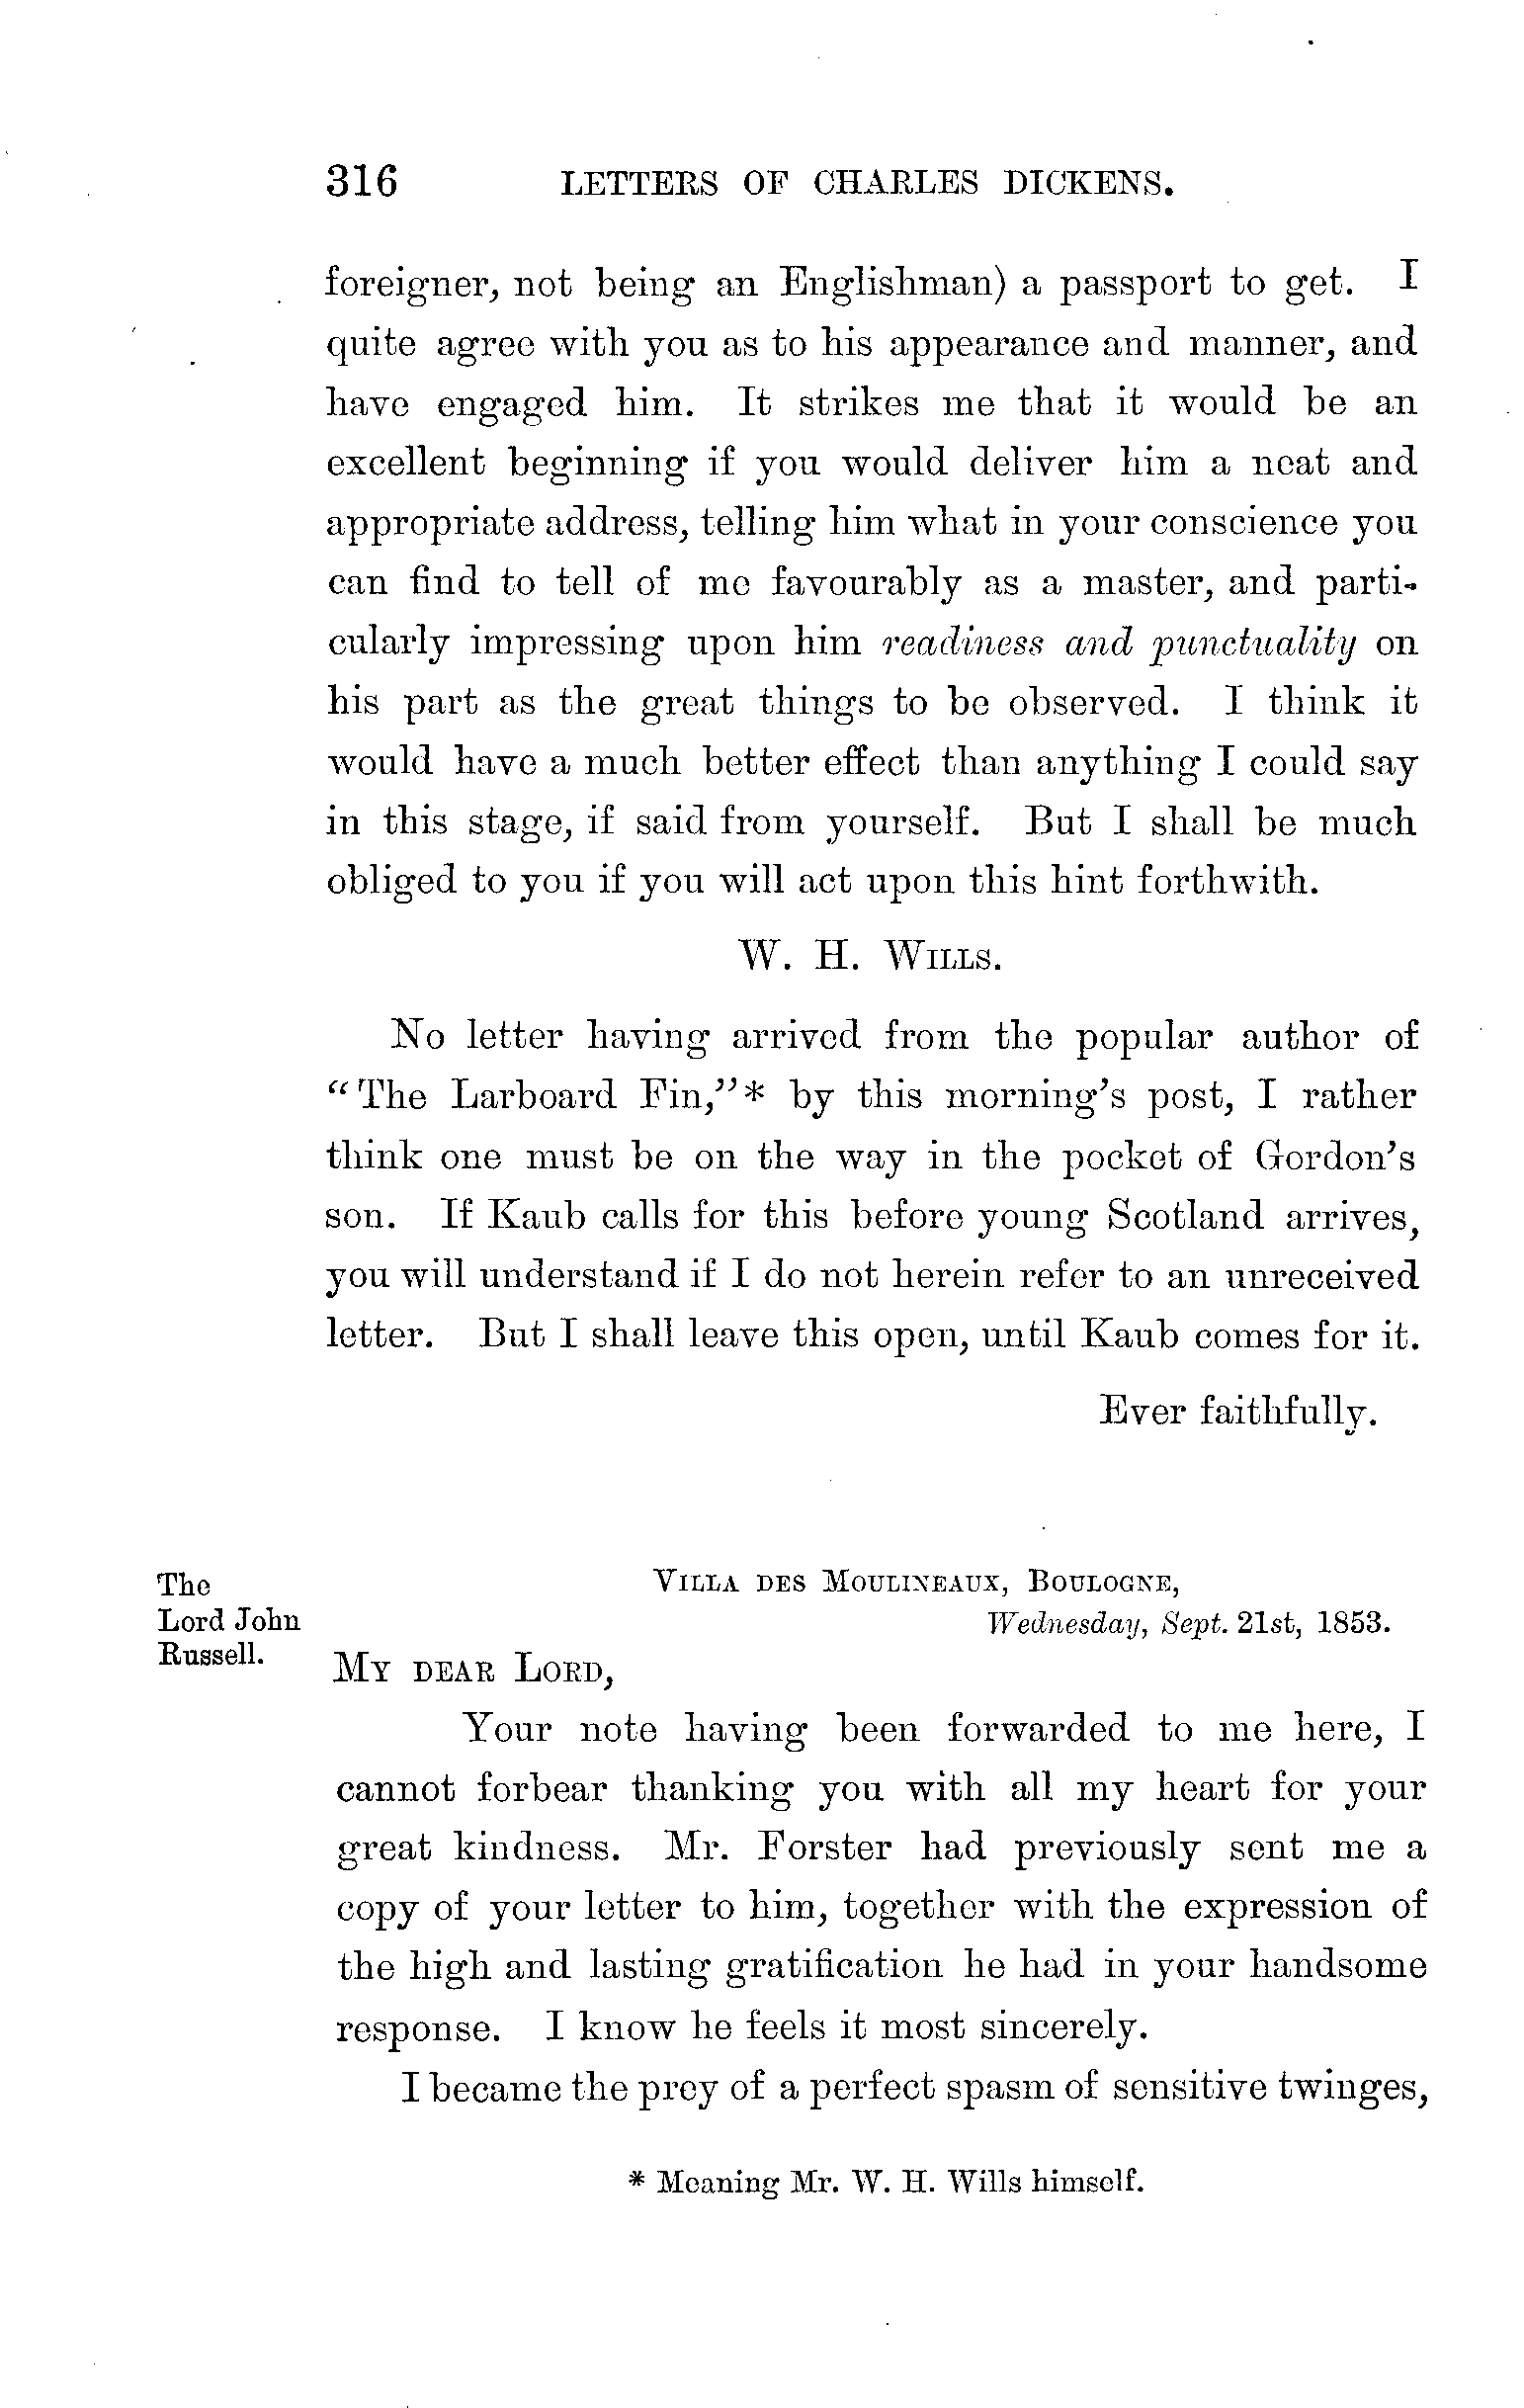 316 LETTERS OF CHARLES DICKENS.
foreigner, not being an Englishman) a passport to get. I
quite agree with you as to his appearance and manner, and
have engaged him. It strikes me that it would be an
excellent beginning if you would deliver him a neat and
appropriate address, telling him what in your conscience you
can find to tell of me favourably as a master, and parti-
cularly impressing upon him readiness and punctuality on
his part as the great things to be observed. I think it
would have a much better effect than anything I could say
in this stage, if said from yourself. But I shall be much
obliged to you if you will act upon this hint forthwith.
W. H. WILLS.
No letter having arrived from the popular author of
"The Larboard Fin,"* by this morning's post, I rather
think one must be on the way in the pocket of Gordon's
son. If Kaub calls for this before young Scotland arrives,
you will understand if I do not herein refer to an unreceived
letter. But I shall leave this open, until Kaub comes for it.
Ever faithfully.
The
Lord John
Russell.
VILLA DES MOULINEAUX, BOULOGNE,
Wednesday, Sept. 21st, 1853.
MY DEAR LORD,
Your note having been forwarded to me here, I
cannot forbear thanking you with all my heart for your
great kindness. Mr. Forster had previously sent me a
copy of your letter to him, together with the expression of
the high and lasting gratification he had in your handsome
response. I know he feels it most sincerely.
I became the prey of a perfect spasm of sensitive twinges,
* Meaning Mr. W. H. Wills himself.